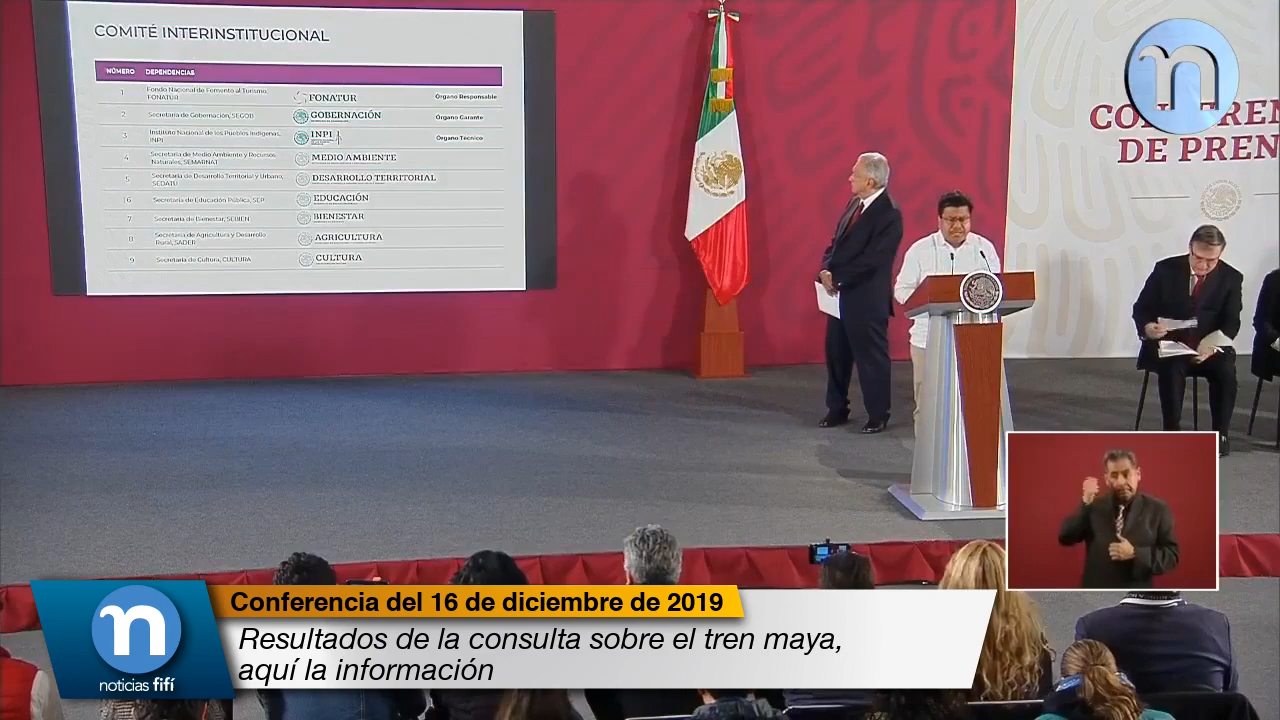 COMITÉ INTERINSTITUCIONAL
NÚMERO DEPENDENCIAS
1 Fondo Nacional de Fomento al Turismo, FONATUR FONATUR Órgano Responsable
2 Secretaría de Gobernación, SEGOB GOBERNACIÓN Órgano Garante
3 Instituto Nacional de los Pueblos Indígenas, INPI INPI Órgano Técnico
4 Secretaría de Medio Ambiente y Recursos Naturales, SEMARNAT MEDIO AMBIENTE
5 Secretaría de Desarrollo Territorial y Urbano, SEDATU DESARROLLO TERRITORIAL
6 Secretaría de Educación Pública, SEP EDUCACIÓN
7 Secretaría de Bienestar, SEBIEN BIENESTAR
8 Secretaría de Agricultura y Desarrollo Rural, SADER AGRICULTURA
9 Secretaría de Cultura, CULTURA CULTURA
n
CONFEREN
DE PREN
Conferencia del 16 de diciembre de 2019
Resultados de la consulta sobre el tren maya,
aquí la información
n
noticias fifí